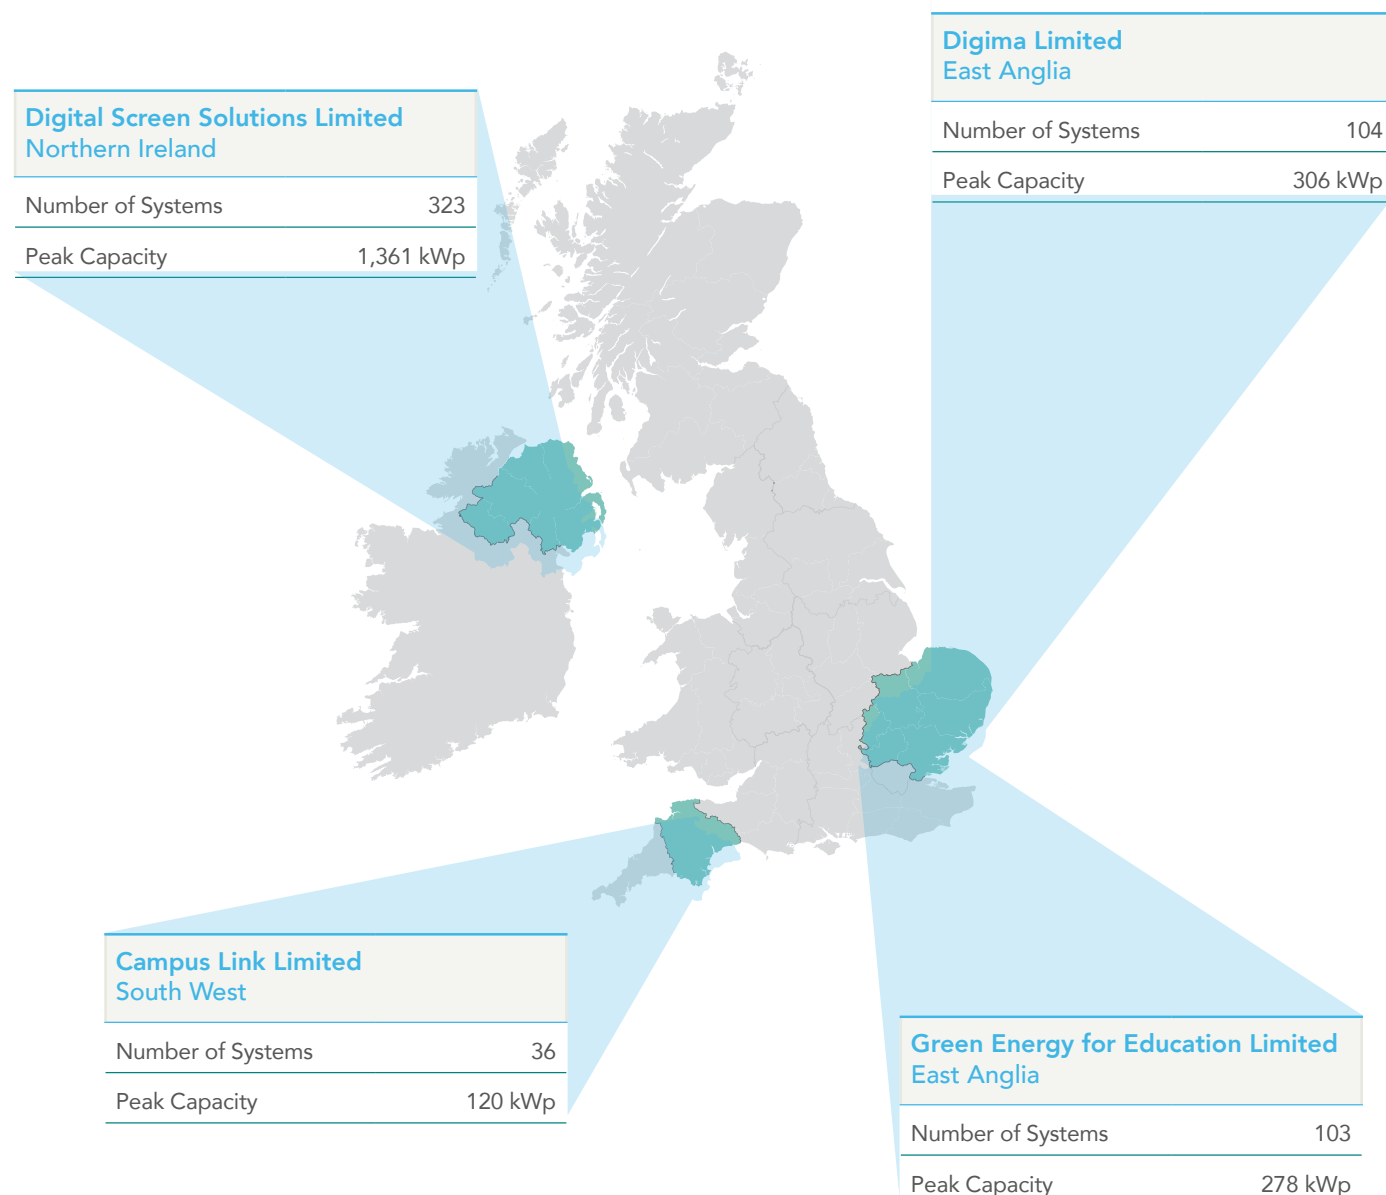 Digima Limited
East Anglia
Number of Systems 104
Peak Capacity 306 kWp
Digital Screen Solutions Limited
Northern Ireland
Number of Systems 323
Peak Capacity 1,361 kWp
Campus Link Limited
South West
Number of Systems 36
Peak Capacity 120 kWp
Green Energy for Education Limited
East Anglia
Number of Systems 103
Peak Capacity 278 kWp